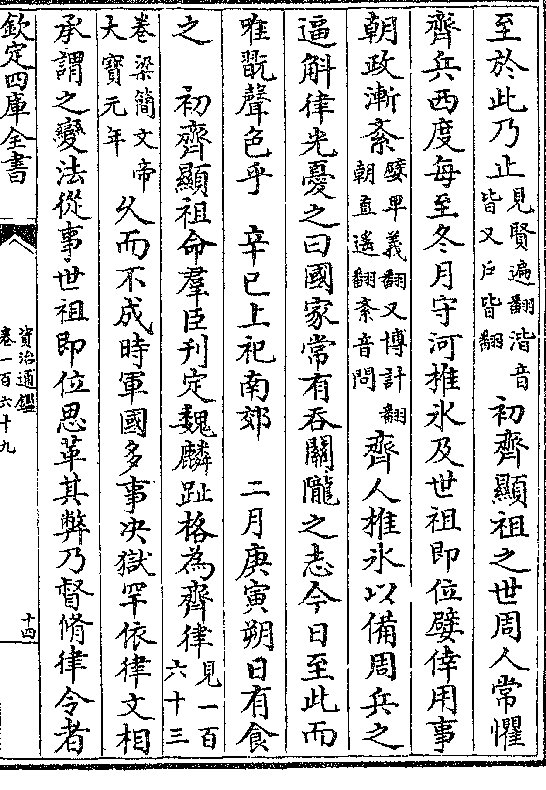 至於此乃止見賢遍翻湝音皆又戶皆翻　初齊顯祖之世周人常懼
齊兵西度每至冬月守河椎氷及世祖即位嬖倖用事
朝政漸紊嬖卑義翻又博計翻朝直遥翻紊音問齊人椎氷以備周兵之
逼斛律光憂之曰國家常有吞關隴之志今日至此而
唯翫聲色乎　辛巳上祀南郊　二月庚寅朔日有食
之　初齊顯祖命羣臣刋定魏麟趾格為齊律見一百六十三
卷梁簡文帝大寶元年久而不成時軍國多事决獄罕依律文相
承謂之變法從事世祖即位思革其弊乃督脩律令者
欽定四庫全書
資治通鑑
卷一百六十九
十四